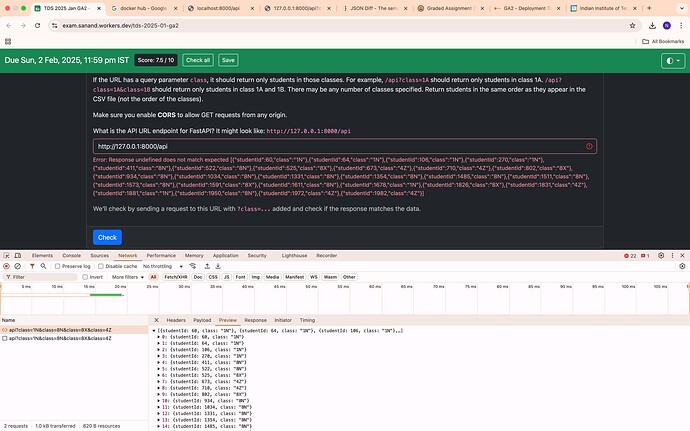 TDS 2025 Jan GA2 -
docker hub - Google
localhost:8000/api
127.0.0.1:8000/api?
JSON Diff - The sem
Graded Assignment
GA2 - Deployment T
Indian Institute of Te
exam.sanand.workers.dev/tds-2025-01-ga2
All Bookmarks
Due Sun, 2 Feb, 2025, 11:59 pm IST
Score: 7.5 / 10
Check all
Save
If the URL has a query parameter class, it should return only students in those classes. For example, /api?class=1A should return only students in class 1A. /api?
class=1A&class=1B should return only students in class 1A and 1B. There may be any number of classes specified. Return students in the same order as they appear in the
CSV file (not the order of the classes).
Make sure you enable CORS to allow GET requests from any origin.
What is the API URL endpoint for FastAPI? It might look like: http://127.0.0.1:8000/api
http://127.0.0.1:8000/api
Error: Response undefined does not match expected [{"studentId":60,"class":"1N"},{"studentId":64,"class":"1N"},{"studentId":106,"class":"1N"},{"studentId":270,"class":"1N"},
{"studentId":411,"class":"8N"},{"studentId":522,"class":"8N"},{"studentId":525,"class":"8X"},{"studentId":673,"class":"4Z"},{"studentId":710,"class":"4Z"},{"studentId":802,"class":"8X"},
{"studentId":934,"class":"8N"},{"studentId":1034,"class":"8N"},{"studentId":1331,"class":"8N"},{"studentId":1354,"class":"8N"},{"studentId":1485,"class":"8N"},{"studentId":1511,"class":"8N"},
{"studentId":1573,"class":"8N"},{"studentId":1591,"class":"8X"},{"studentId":1611,"class":"8N"},{"studentId":1678,"class":"1N"},{"studentId":1826,"class":"8X"},{"studentId":1831,"class":"4Z"},
{"studentId":1881,"class":"1N"},{"studentId":1950,"class":"8N"},{"studentId":1972,"class":"4Z"},{"studentId":1982,"class":"4Z"}]
We'll check by sending a request to this URL with ?class=... added and check if the response matches the data.
Check
Elements
Console
Sources
Network
Performance
Memory
Application
Security
Lighthouse
Recorder
22
1
Preserve log
Disable cache
No throttling
Filter
Invert
More filters
All
Fetch/XHR
Doc
CSS
JS
Font
Img
Media
Manifest
WS
Wasm
Other
5 ms
10 ms
15 ms
20 ms
25 ms
30 ms
35 ms
40 ms
45 ms
50 ms
55 ms
60 ms
65 ms
70 ms
75 ms
80 ms
85 ms
90 ms
95 ms
100 ms
105
Name
Headers
Payload
Preview
Response
Initiator
Timing
api?class=1N&class=8N&class=8X&class=4Z
api?class=1N&class=8N&class=8X&class=4Z
[{studentId: 60, class: "1N"}, {studentId: 64, class: "1N"}, {studentId: 106, class: "1N"},…]
0: {studentId: 60, class: "1N"}
1: {studentId: 64, class: "1N"}
2: {studentId: 106, class: "1N"}
3: {studentId: 270, class: "1N"}
4: {studentId: 411, class: "8N"}
5: {studentId: 522, class: "8N"}
6: {studentId: 525, class: "8X"}
7: {studentId: 673, class: "4Z"}
8: {studentId: 710, class: "4Z"}
9: {studentId: 802, class: "8X"}
10: {studentId: 934, class: "8N"}
11: {studentId: 1034, class: "8N"}
12: {studentId: 1331, class: "8N"}
13: {studentId: 1354, class: "8N"}
14: {studentId: 1485, class: "8N"}
2 requests
1.0 kB transferred
820 B resources